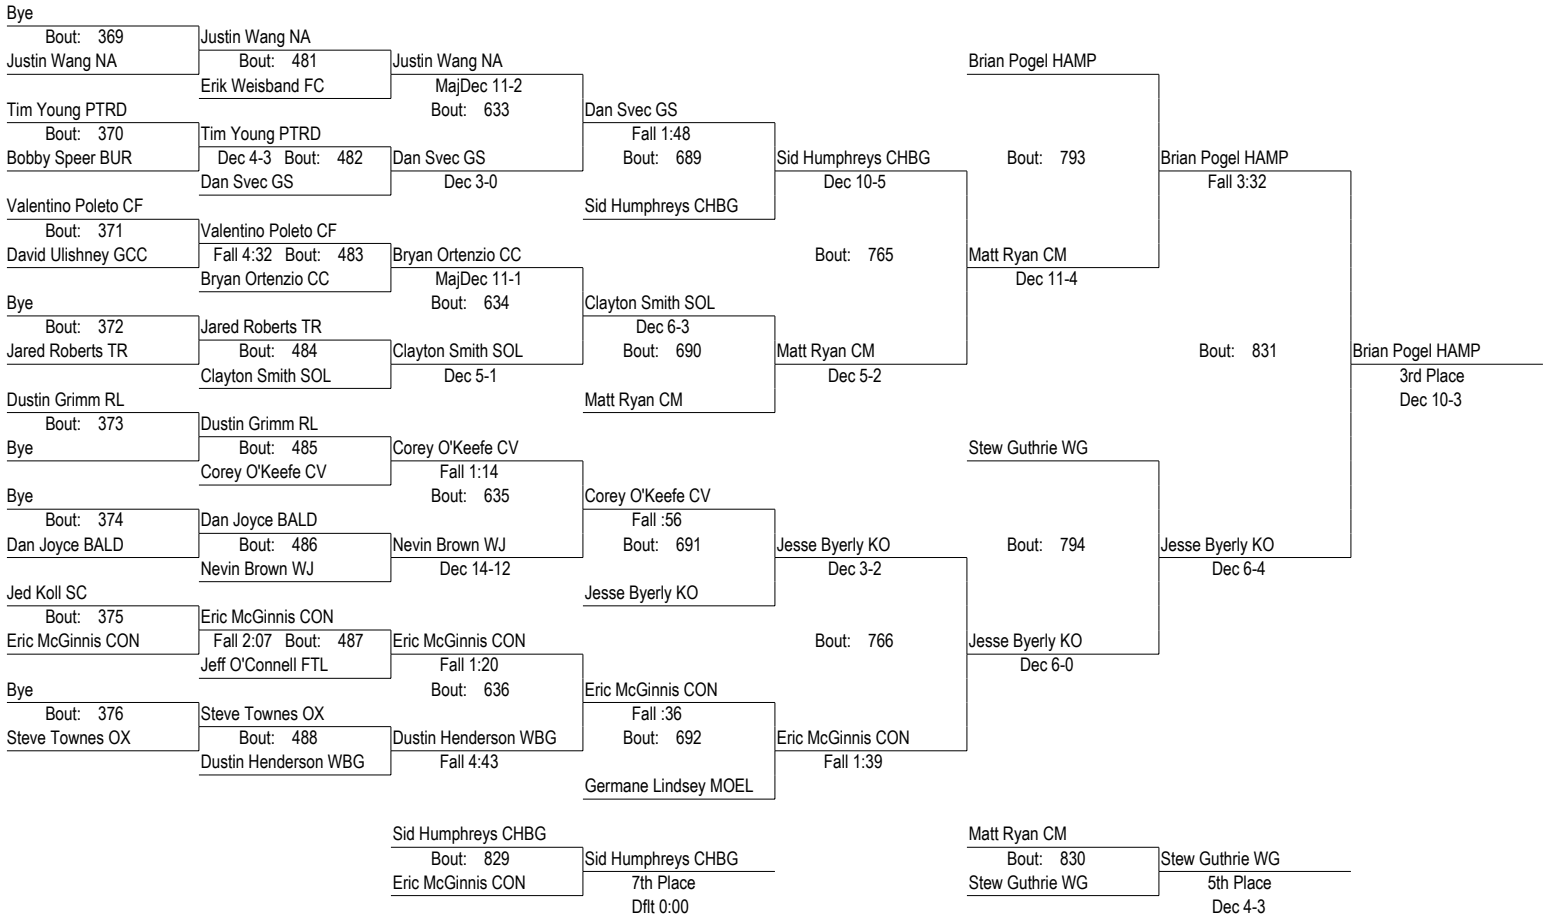 Bye
Bout: 369 Justin Wang NA
Justin Wang NA Bout: 481 Justin Wang NA Brian Pogel HAMP
Erik Weisband FC MajDec 11-2
Tim Young PTRD Bout: 633 Dan Svec GS
Bout: 370 Tim Young PTRD Fall 1:48
Bobby Speer BUR Dec 4-3 Bout: 482 Dan Svec GS Bout: 689 Sid Humphreys CHBG Bout: 793 Brian Pogel HAMP
Dan Svec GS Dec 3-0 Dec 10-5 Fall 3:32
Valentino Poleto CF Sid Humphreys CHBG
Bout: 371 Valentino Poleto CF
David Ulishney GCC Fall 4:32 Bout: 483 Bryan Ortenzio CC Bout: 765 Matt Ryan CM
Bryan Ortenzio CC MajDec 11-1 Dec 11-4
Bye Bout: 634 Clayton Smith SOL
Bout: 372 Jared Roberts TR Dec 6-3
Jared Roberts TR Bout: 484 Clayton Smith SOL Bout: 690 Matt Ryan CM Bout: 831 Brian Pogel HAMP
Clayton Smith SOL Dec 5-1 Dec 5-2 3rd Place
Dustin Grimm RL Matt Ryan CM Dec 10-3
Bout: 373 Dustin Grimm RL
Bye Bout: 485 Corey O'Keefe CV Stew Guthrie WG
Corey O'Keefe CV Fall 1:14
Bye Bout: 635 Corey O'Keefe CV
Bout: 374 Dan Joyce BALD Fall :56
Dan Joyce BALD Bout: 486 Nevin Brown WJ Bout: 691 Jesse Byerly KO Bout: 794 Jesse Byerly KO
Nevin Brown WJ Dec 14-12 Dec 3-2 Dec 6-4
Jed Koll SC Jesse Byerly KO
Bout: 375 Eric McGinnis CON
Eric McGinnis CON Fall 2:07 Bout: 487 Eric McGinnis CON Bout: 766 Jesse Byerly KO
Jeff O'Connell FTL Fall 1:20 Dec 6-0
Bye Bout: 636 Eric McGinnis CON
Bout: 376 Steve Townes OX Fall :36
Steve Townes OX Bout: 488 Dustin Henderson WBG Bout: 692 Eric McGinnis CON
Dustin Henderson WBG Fall 4:43 Fall 1:39
Germane Lindsey MOEL
Sid Humphreys CHBG Matt Ryan CM
Bout: 829 Sid Humphreys CHBG Bout: 830 Stew Guthrie WG
Eric McGinnis CON 7th Place Stew Guthrie WG 5th Place
Dflt 0:00 Dec 4-3